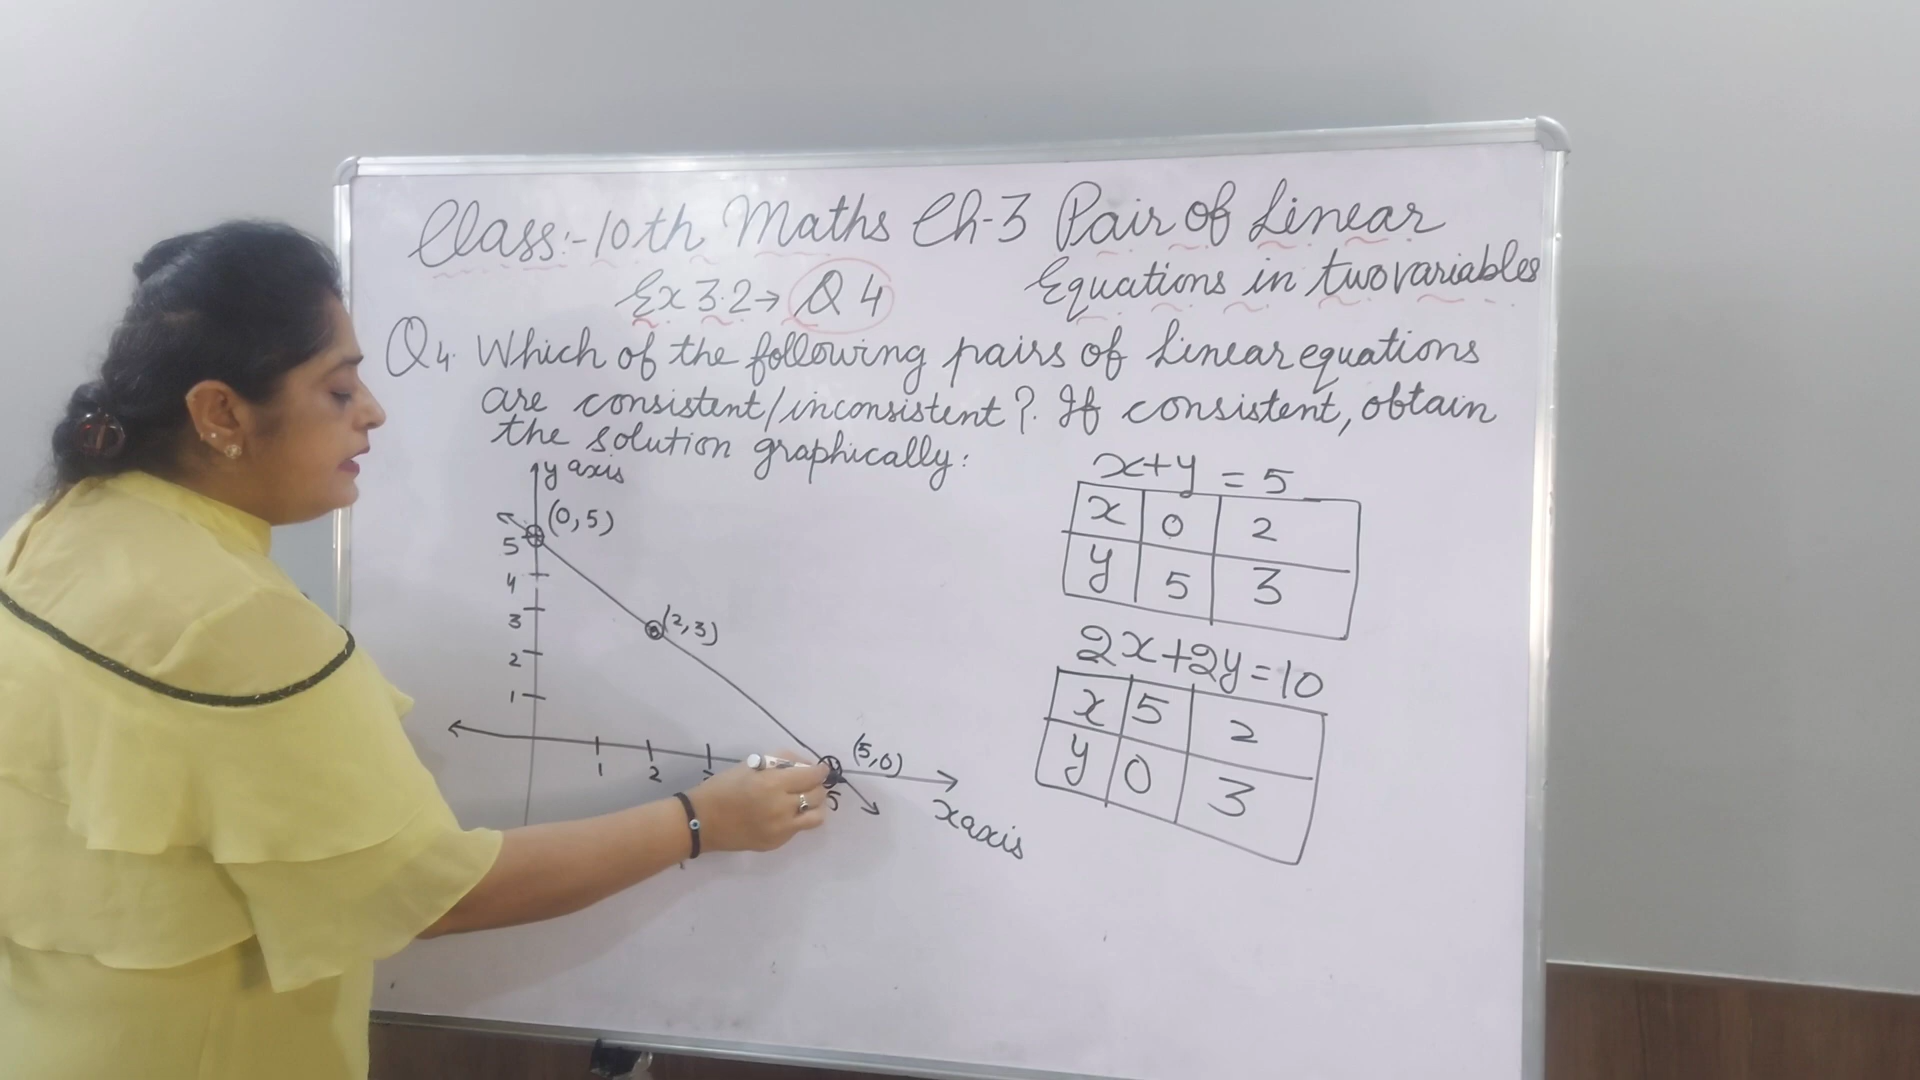 Class:-10th Maths Ch-3 Pair of Linear
Equations in two variables
Ex 3.2→ Q 4
Q4. Which of the following pairs of linear equations
are consistent/inconsistent?. If consistent, obtain
the solution graphically:
y axis
(0,5)
5
4
3
2
1
(2,3)
(5,0)
1
2
5
x axis
x+y = 5
x 0 2
y 5 3
2x+2y=10
x 5 2
y 0 3